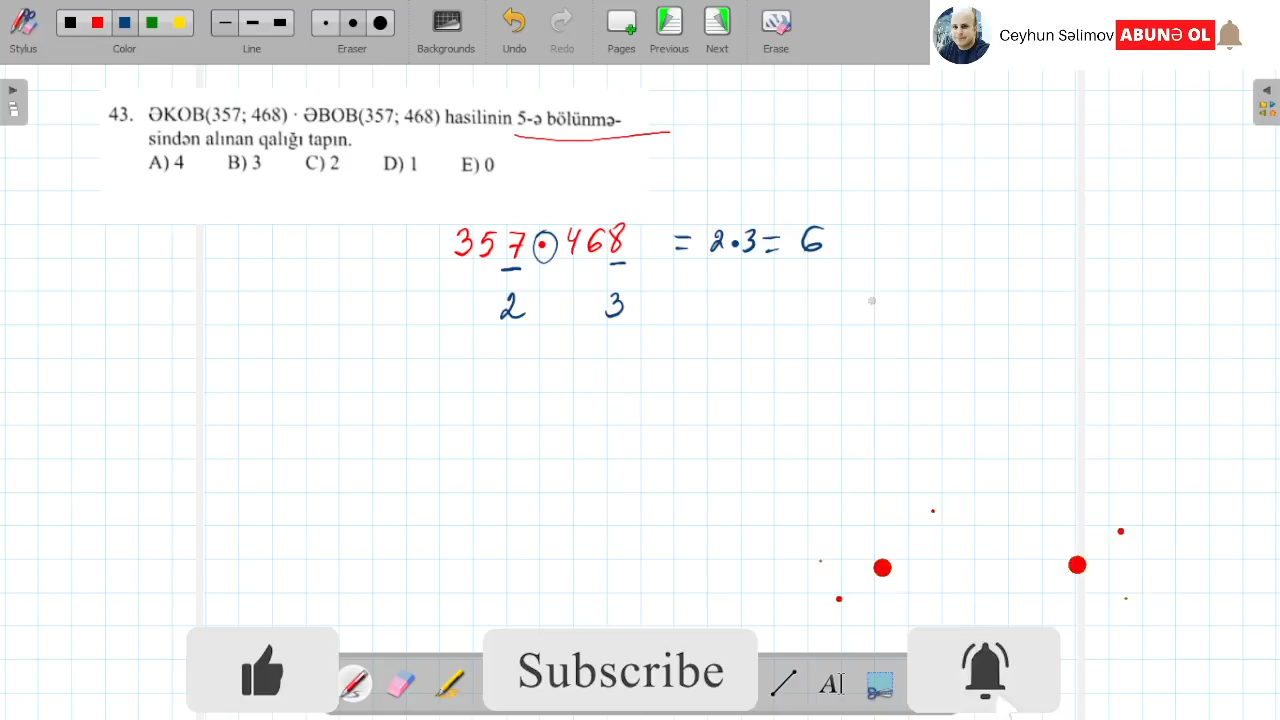 Stylus
Color
Line
Eraser
Backgrounds
Undo
Redo
Pages
Previous
Next
Erase
Ceyhun Səlimov
ABUNƏ OL
43. ƏKOB(357; 468) · ƏBOB(357; 468) hasilinin 5-ə bölünmə-
sindən alınan qalığı tapın.
A) 4 B) 3 C) 2 D) 1 E) 0
357 · 468 = 2 · 3 = 6
2 3
Subscribe
AI